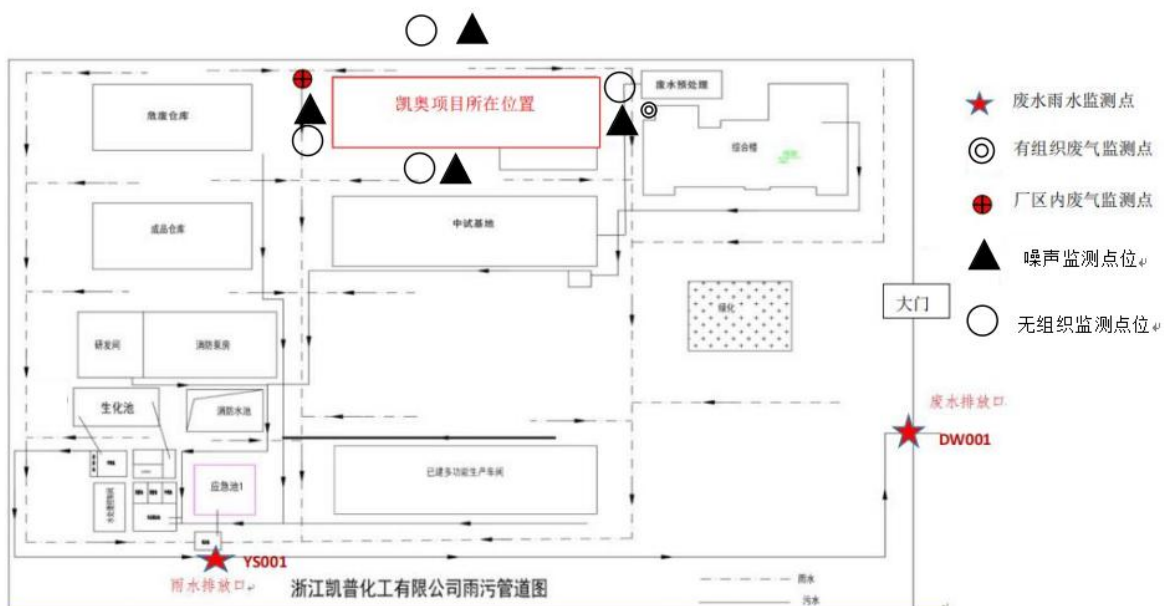 凯奥项目所在位置
废水预处理
危废仓库
综合楼
废水雨水监测点
有组织废气监测点
厂区内废气监测点
噪声监测点位
无组织监测点位
成品仓库
中试基地
绿化
大门
研发间
消防泵房
生化池
消防水池
废水排放口
DW001
已建多功能生产车间
应急池1
YS001
雨水排放口
浙江凯普化工有限公司雨污管道图
雨水
污水